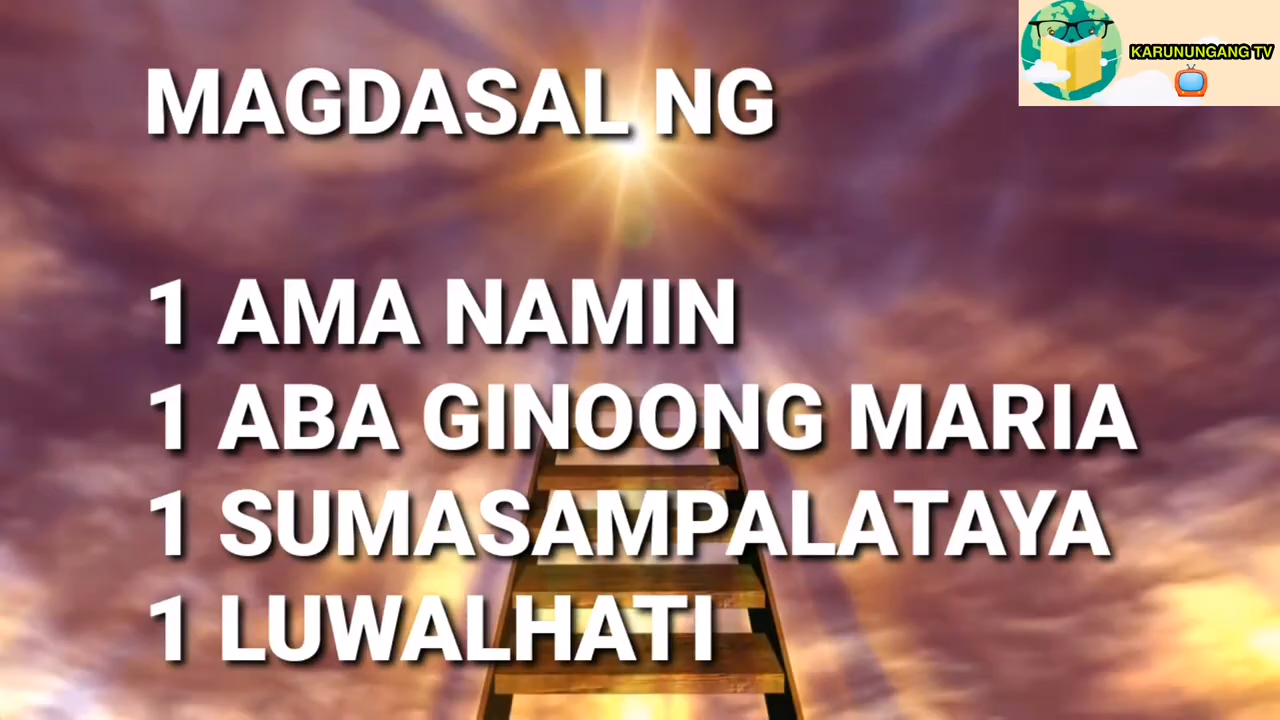 KARUNUNGANG TV
MAGDASAL NG
1 AMA NAMIN
1 ABA GINOONG MARIA
1 SUMASAMPALATAYA
1 LUWALHATI